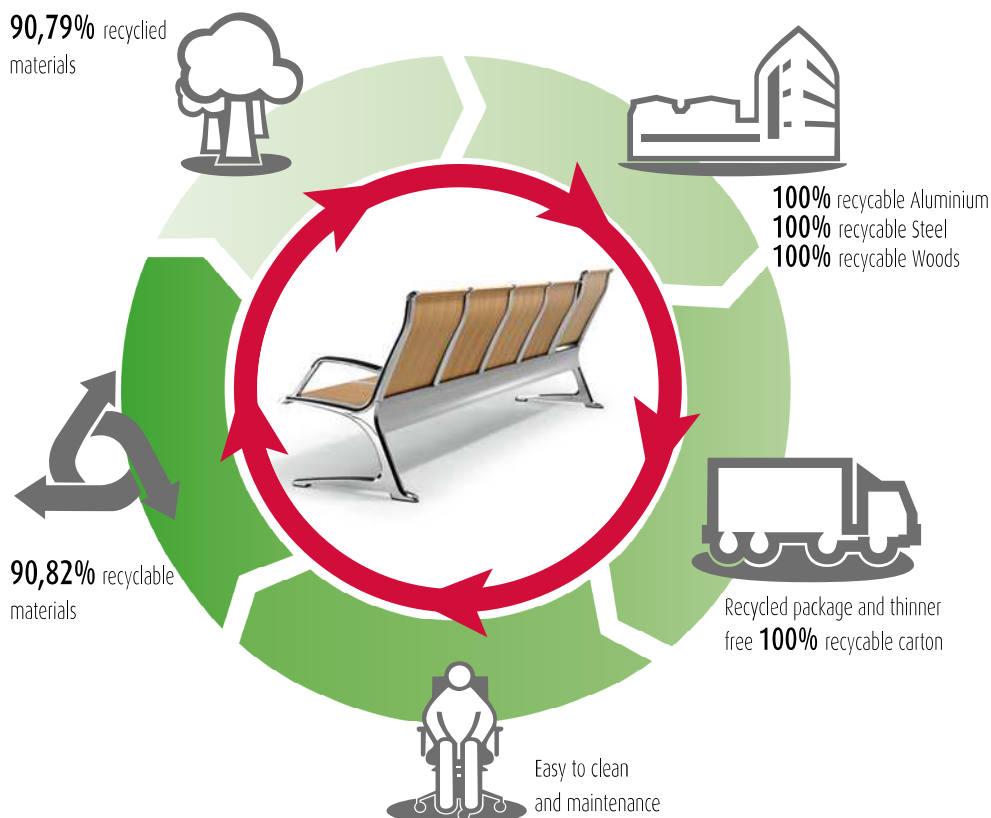 90,79% recyclied
materials
100% recycable Aluminium
100% recycable Steel
100% recycable Woods
Recycled package and thinner
free 100% recycable carton
Easy to clean
and maintenance
90,82% recyclable
materials